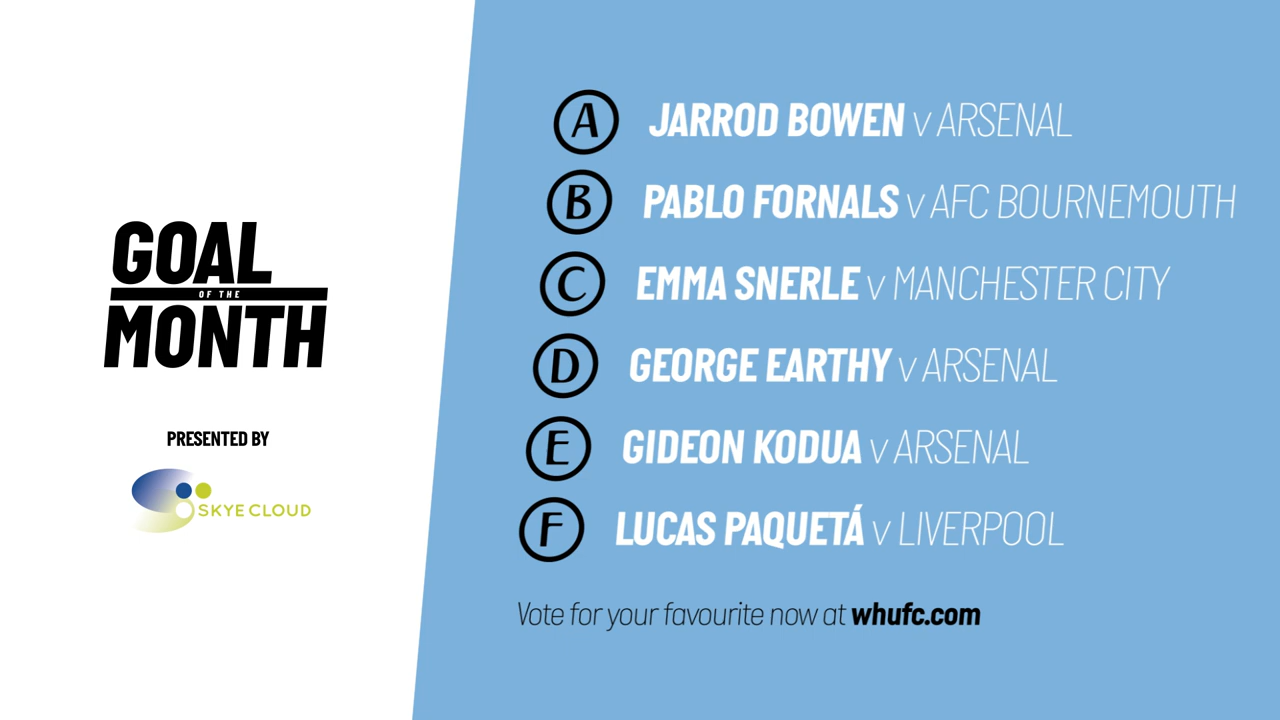 GOAL
OF THE
MONTH
PRESENTED BY
SKYE CLOUD
A JARROD BOWEN v ARSENAL
B PABLO FORNALS v AFC BOURNEMOUTH
C EMMA SNERLE v MANCHESTER CITY
D GEORGE EARTHY v ARSENAL
E GIDEON KODUA v ARSENAL
F LUCAS PAQUETÁ v LIVERPOOL
Vote for your favourite now at whufc.com